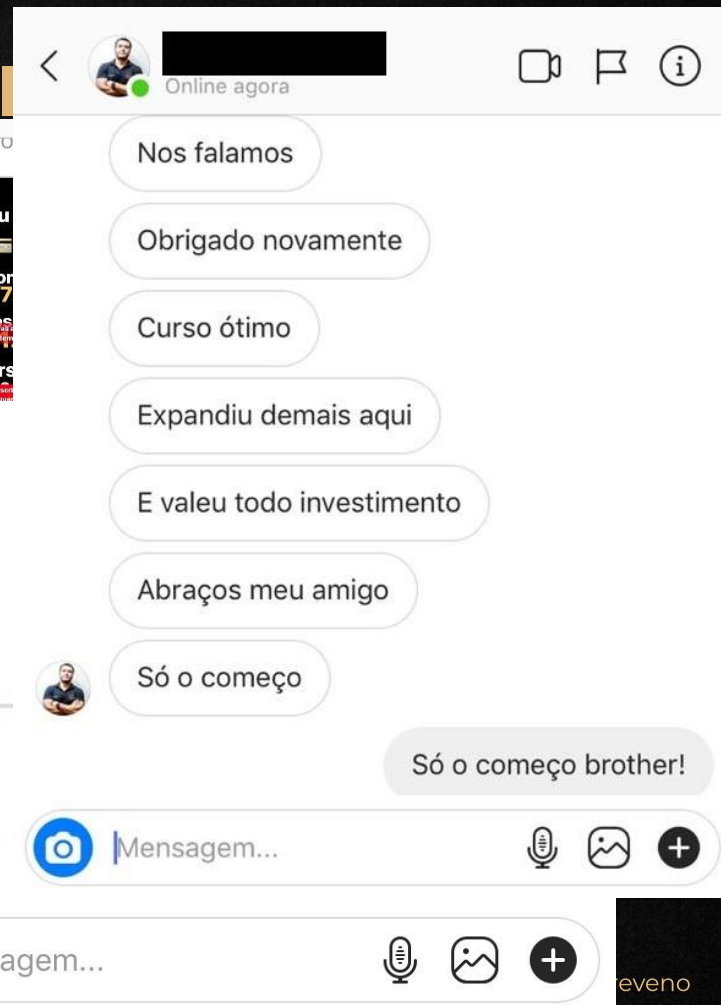 Online agora
Nos falamos
Obrigado novamente
Curso ótimo
Expandiu demais aqui
E valeu todo investimento
Abraços meu amigo
Só o começo
Só o começo brother!
Mensagem...
agem...
reveno